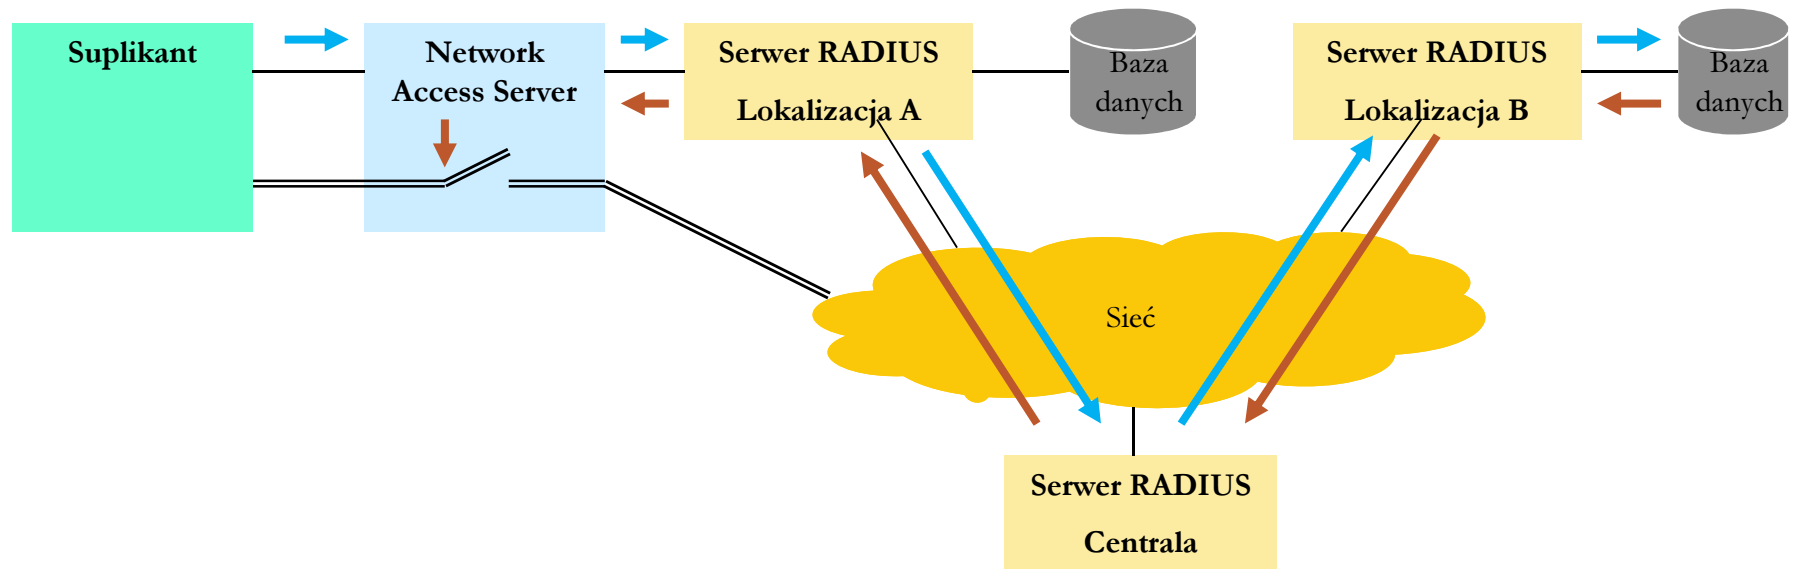 Suplikant
Network
Access Server
Serwer RADIUS
Lokalizacja A
Baza
danych
Serwer RADIUS
Lokalizacja B
Baza
danych
Sieć
Serwer RADIUS
Centrala